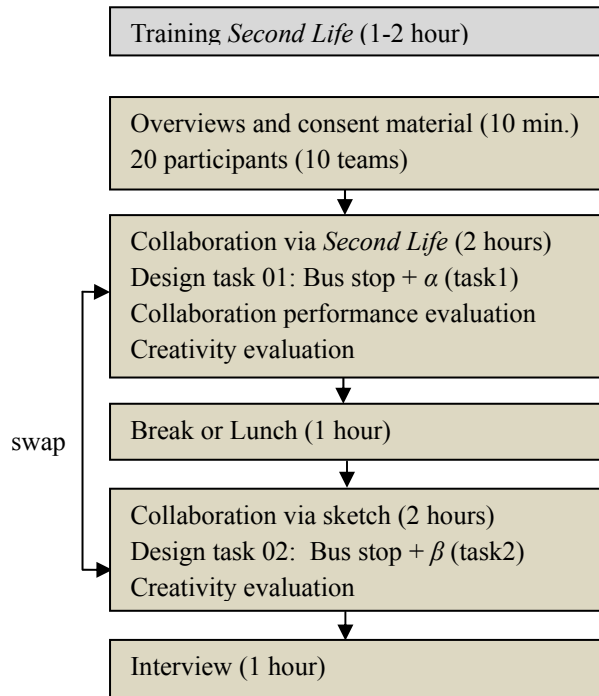 Training Second Life (1-2 hour)
Overviews and consent material (10 min.)
20 participants (10 teams)
Collaboration via Second Life (2 hours)
Design task 01: Bus stop + α (task1)
Collaboration performance evaluation
Creativity evaluation
swap
Break or Lunch (1 hour)
Collaboration via sketch (2 hours)
Design task 02:  Bus stop + β (task2)
Creativity evaluation
Interview (1 hour)